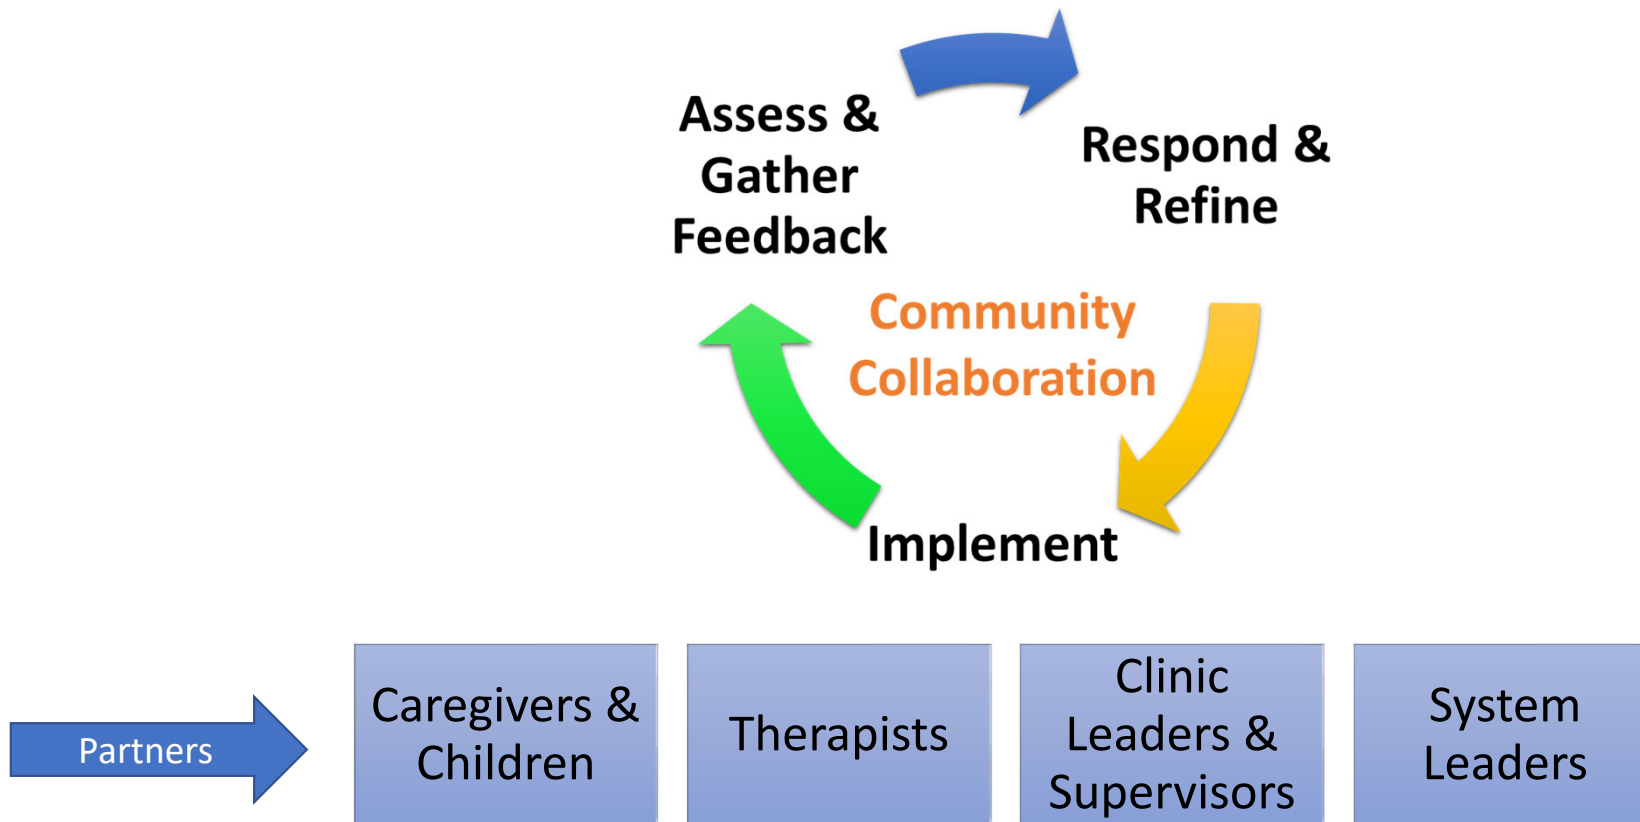 Assess &
Gather
Feedback
Respond &
Refine
Community
Collaboration
Implement
Partners
Caregivers &
Children
Therapists
Clinic
Leaders &
Supervisors
System
Leaders